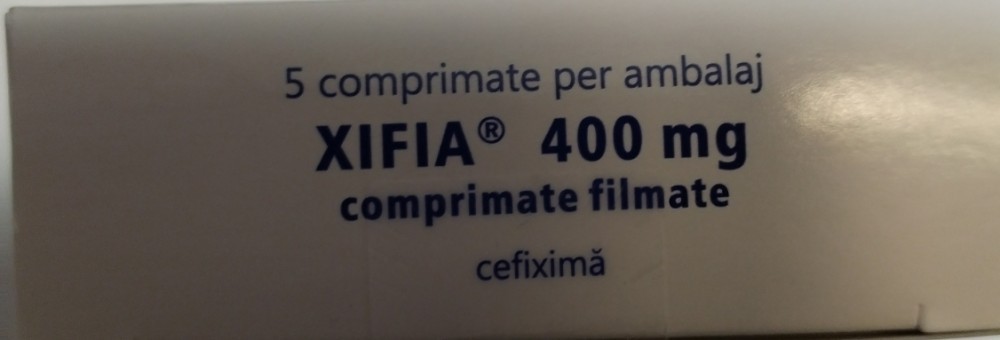 5 comprimate per ambalaj
XIFIA® 400 mg
comprimate filmate
cefiximă